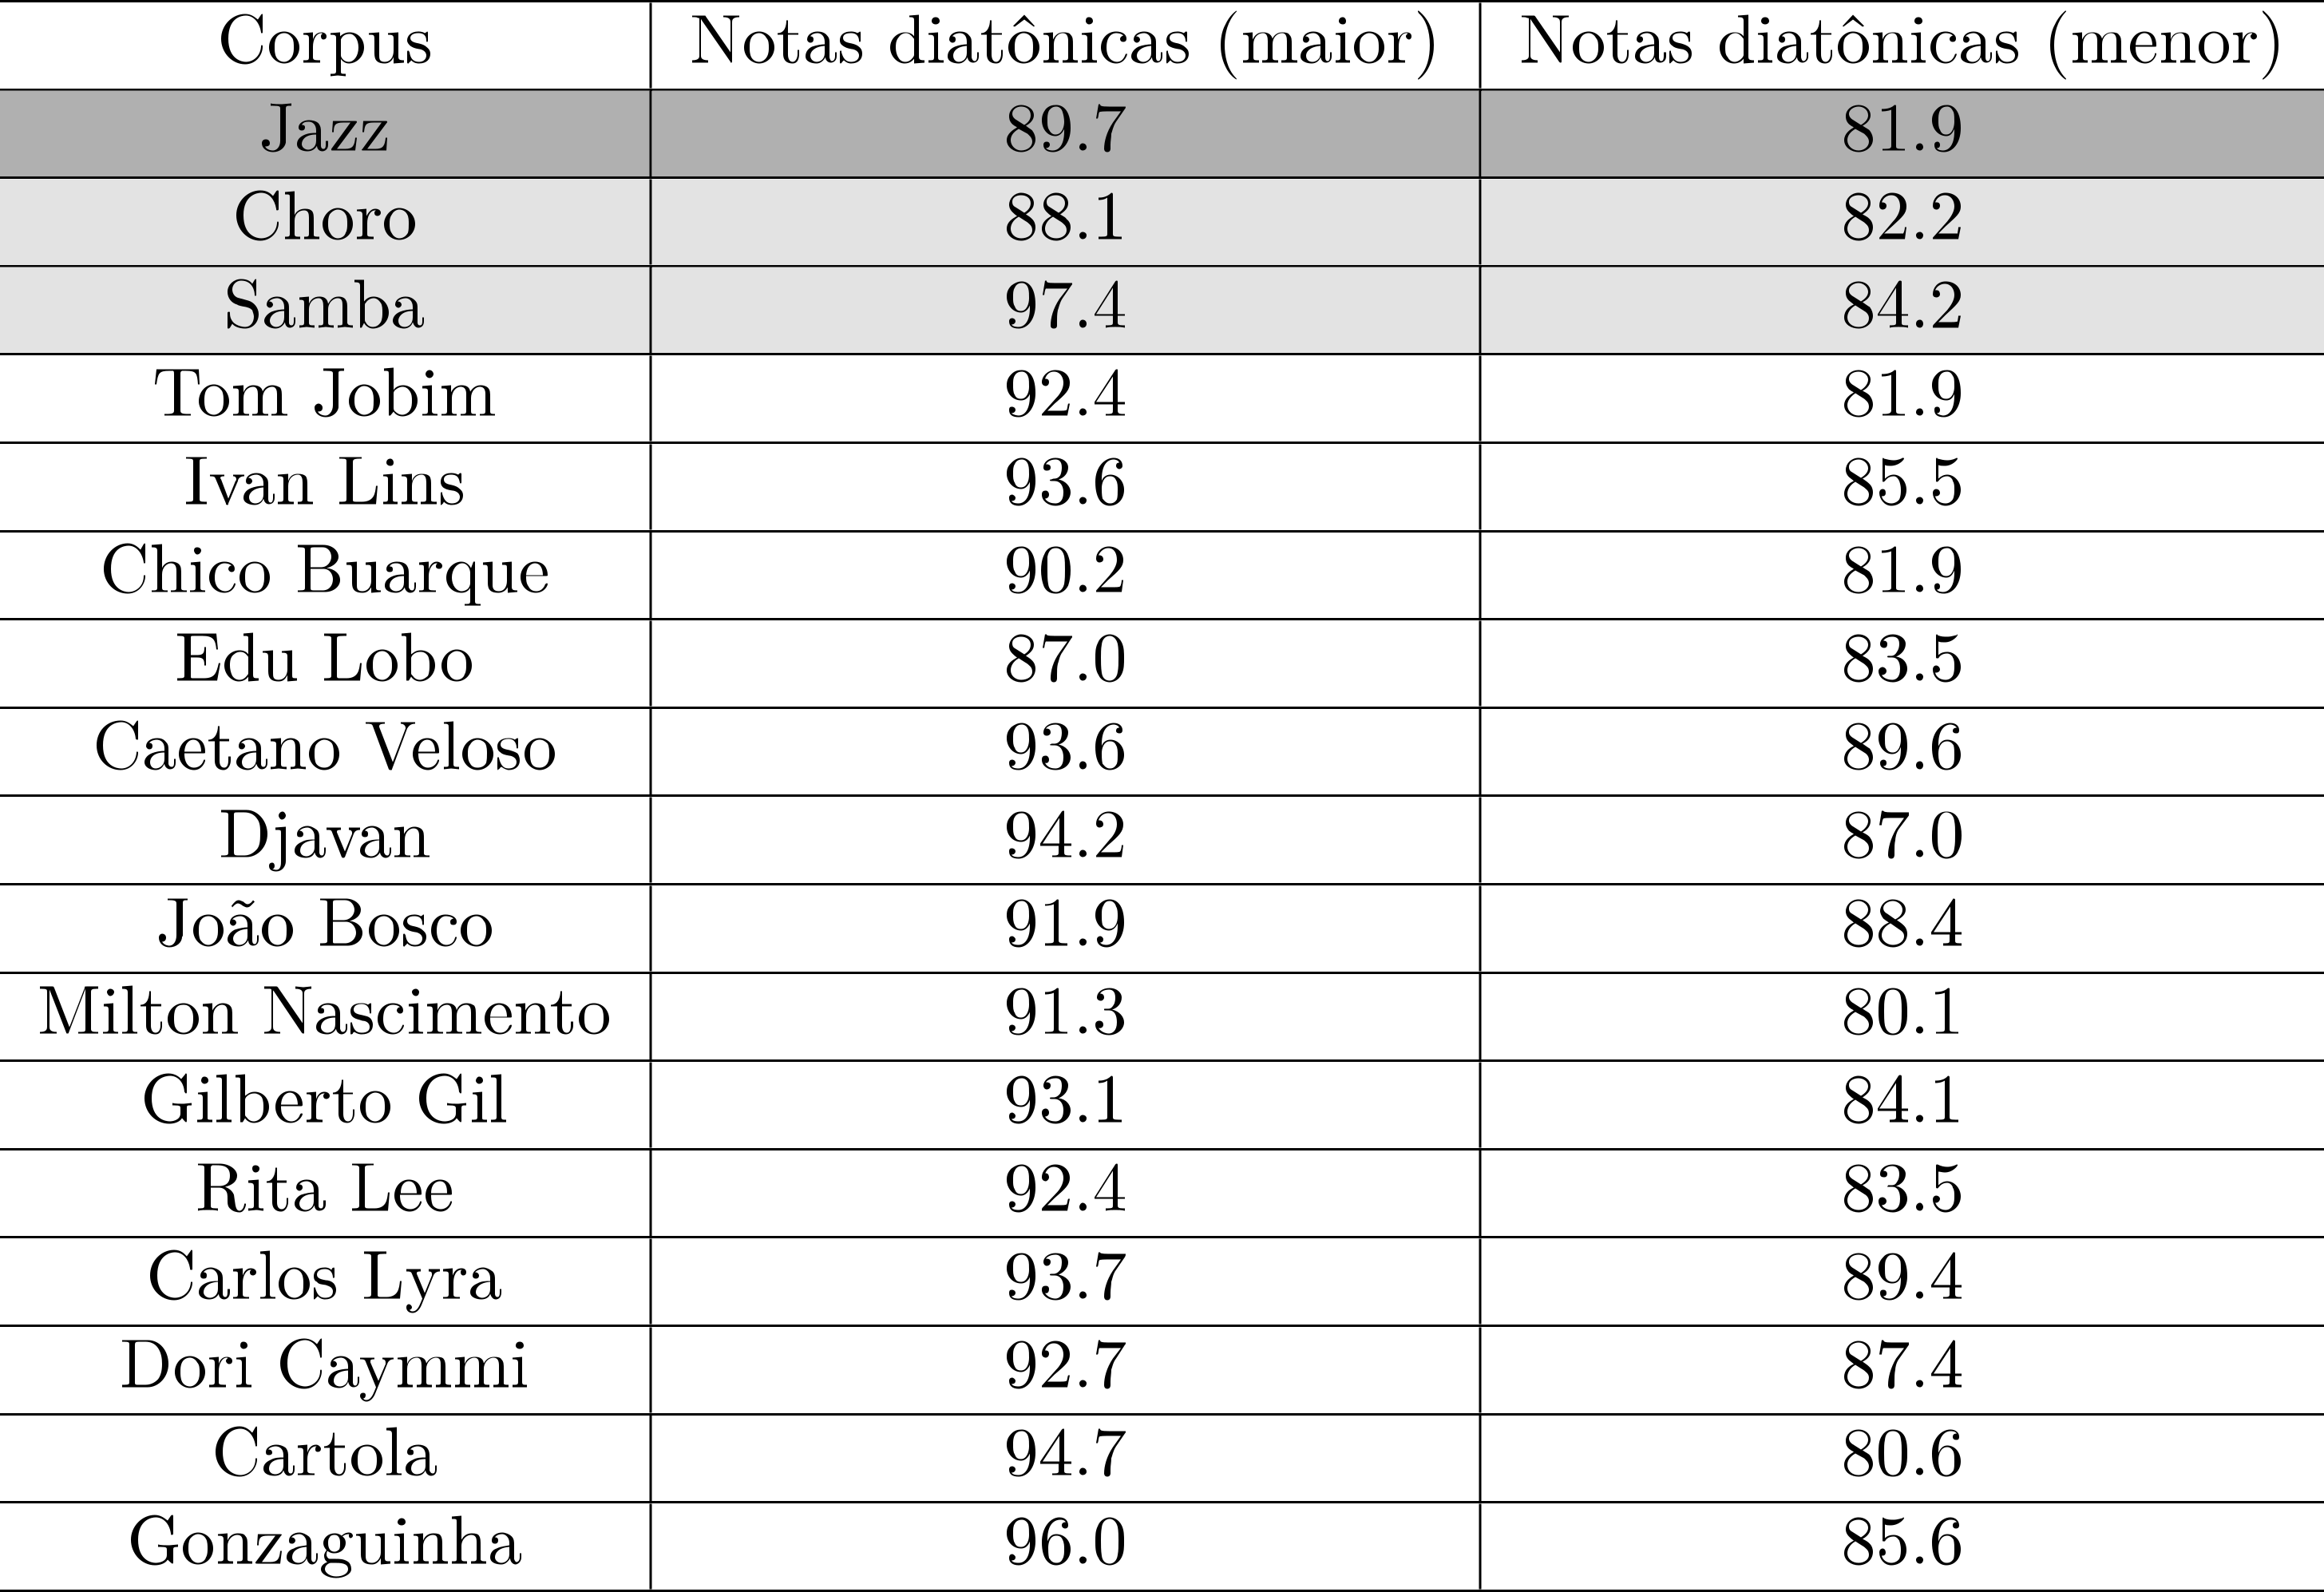 Corpus Notas diatônicas (maior) Notas diatônicas (menor)
Jazz 89.7 81.9
Choro 88.1 82.2
Samba 97.4 84.2
Tom Jobim 92.4 81.9
Ivan Lins 93.6 85.5
Chico Buarque 90.2 81.9
Edu Lobo 87.0 83.5
Caetano Veloso 93.6 89.6
Djavan 94.2 87.0
João Bosco 91.9 88.4
Milton Nascimento 91.3 80.1
Gilberto Gil 93.1 84.1
Rita Lee 92.4 83.5
Carlos Lyra 93.7 89.4
Dori Caymmi 92.7 87.4
Cartola 94.7 80.6
Gonzaguinha 96.0 85.6